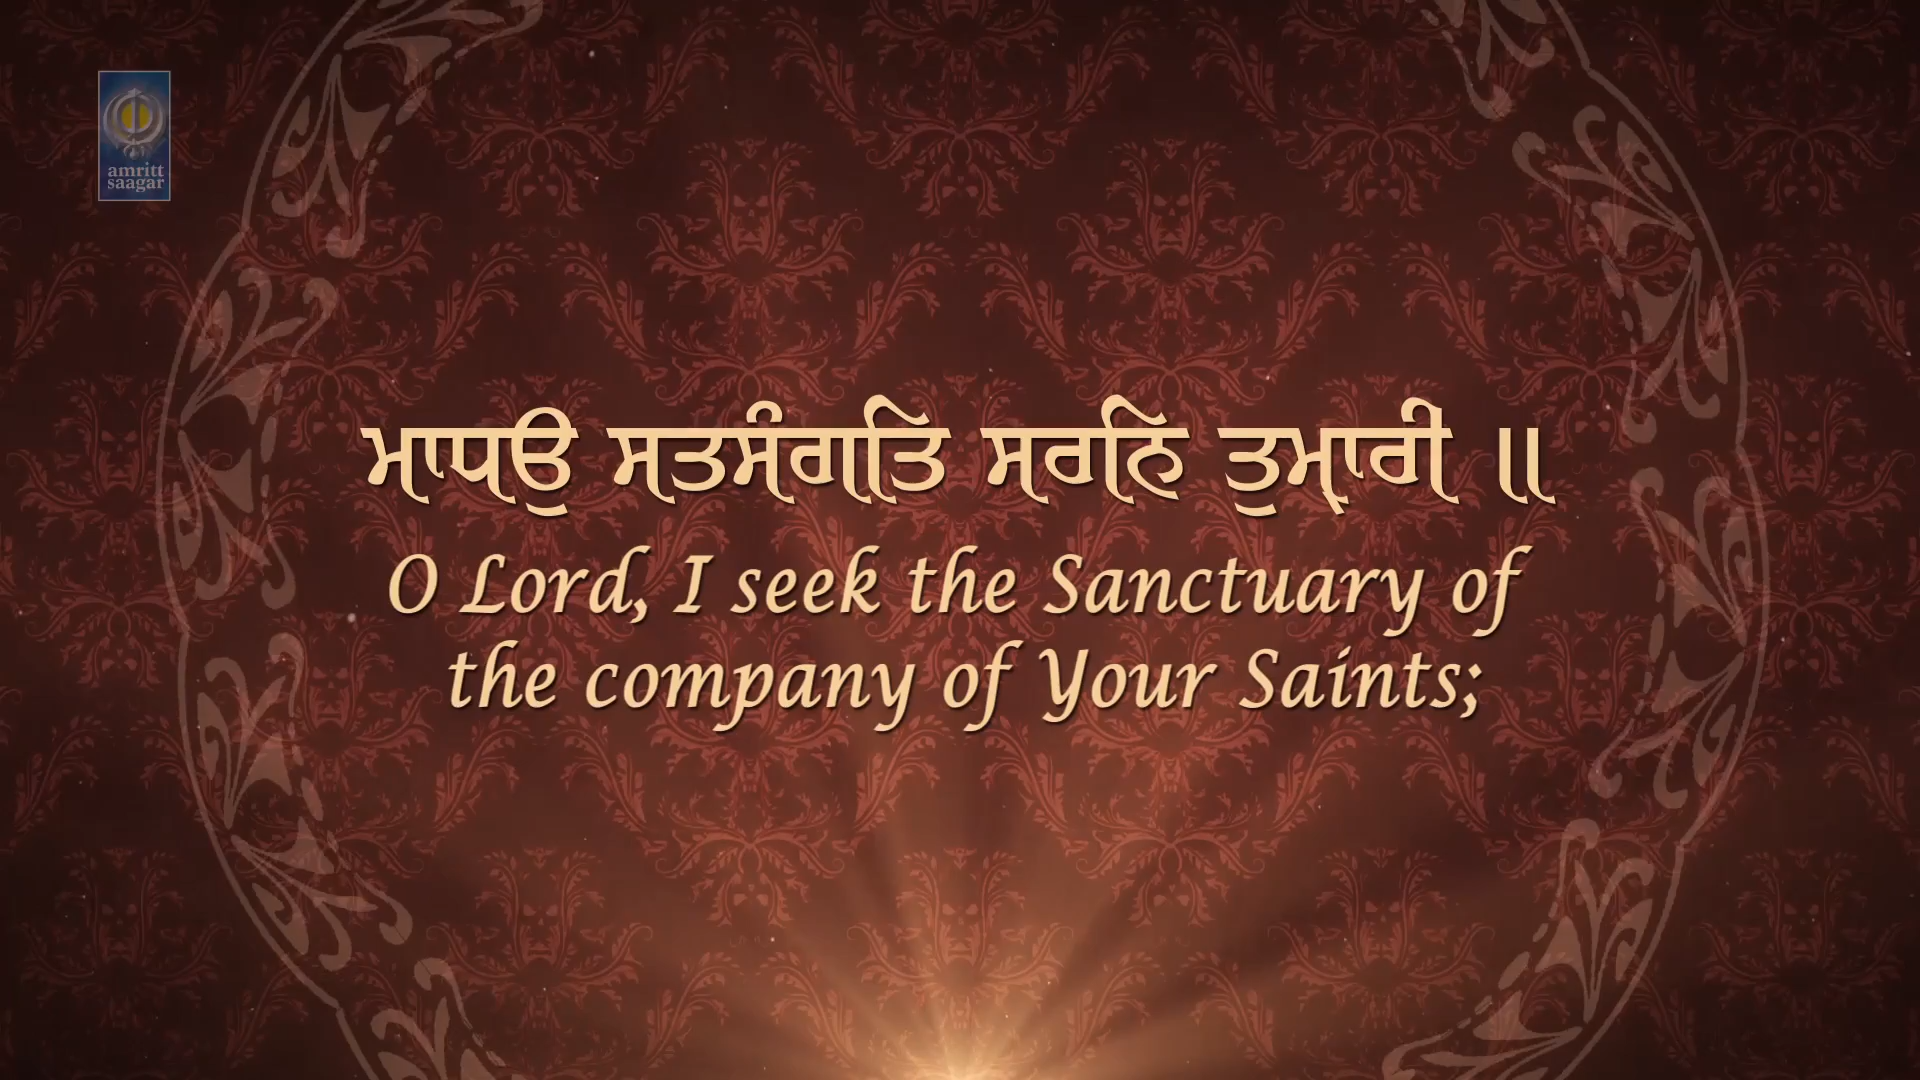 amritt
saagar
ਮਾਧਉ ਸਤਸੰਗਤਿ ਸਰਨਿ ਤੁਮ੍ਹਾਰੀ ॥
O Lord, I seek the Sanctuary of
the company of Your Saints;